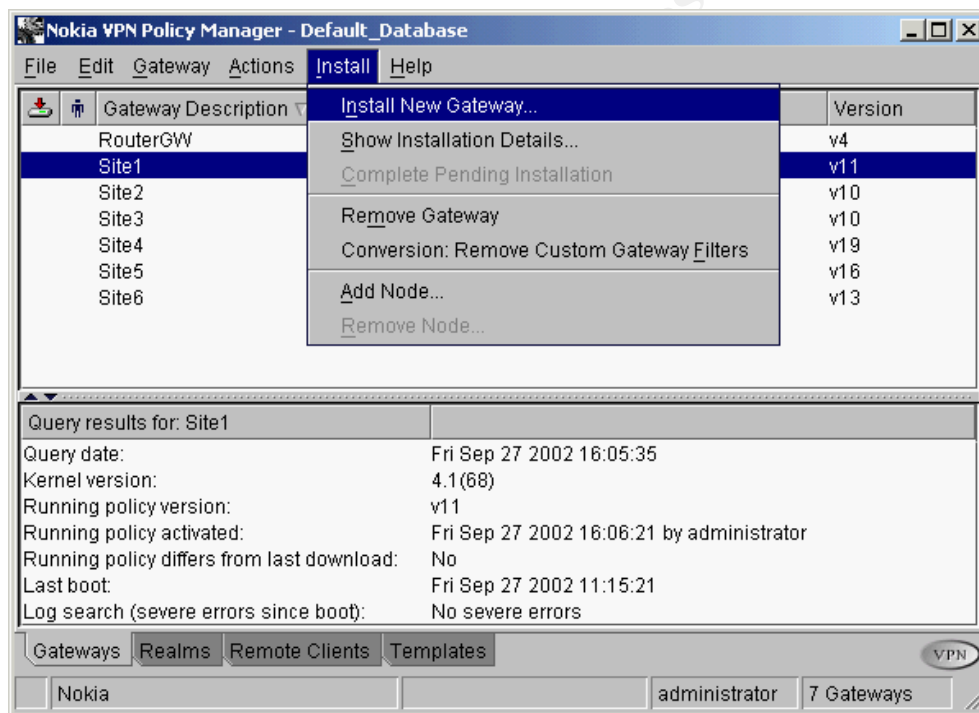 Nokia VPN Policy Manager - Default_Database
File Edit Gateway Actions Install Help
Gateway Description Version
Install New Gateway...
RouterGW Show Installation Details... v4
Site1 v11
Complete Pending Installation
Site2 v10
Site3 Remove Gateway v10
Site4 Conversion: Remove Custom Gateway Filters v19
Site5 v16
Site6 Add Node... v13
Remove Node...
Query results for: Site1
Query date: Fri Sep 27 2002 16:05:35
Kernel version: 4.1(68)
Running policy version: v11
Running policy activated: Fri Sep 27 2002 16:06:21 by administrator
Running policy differs from last download: No
Last boot: Fri Sep 27 2002 11:15:21
Log search (severe errors since boot): No severe errors
Gateways Realms Remote Clients Templates VPN
Nokia administrator 7 Gateways